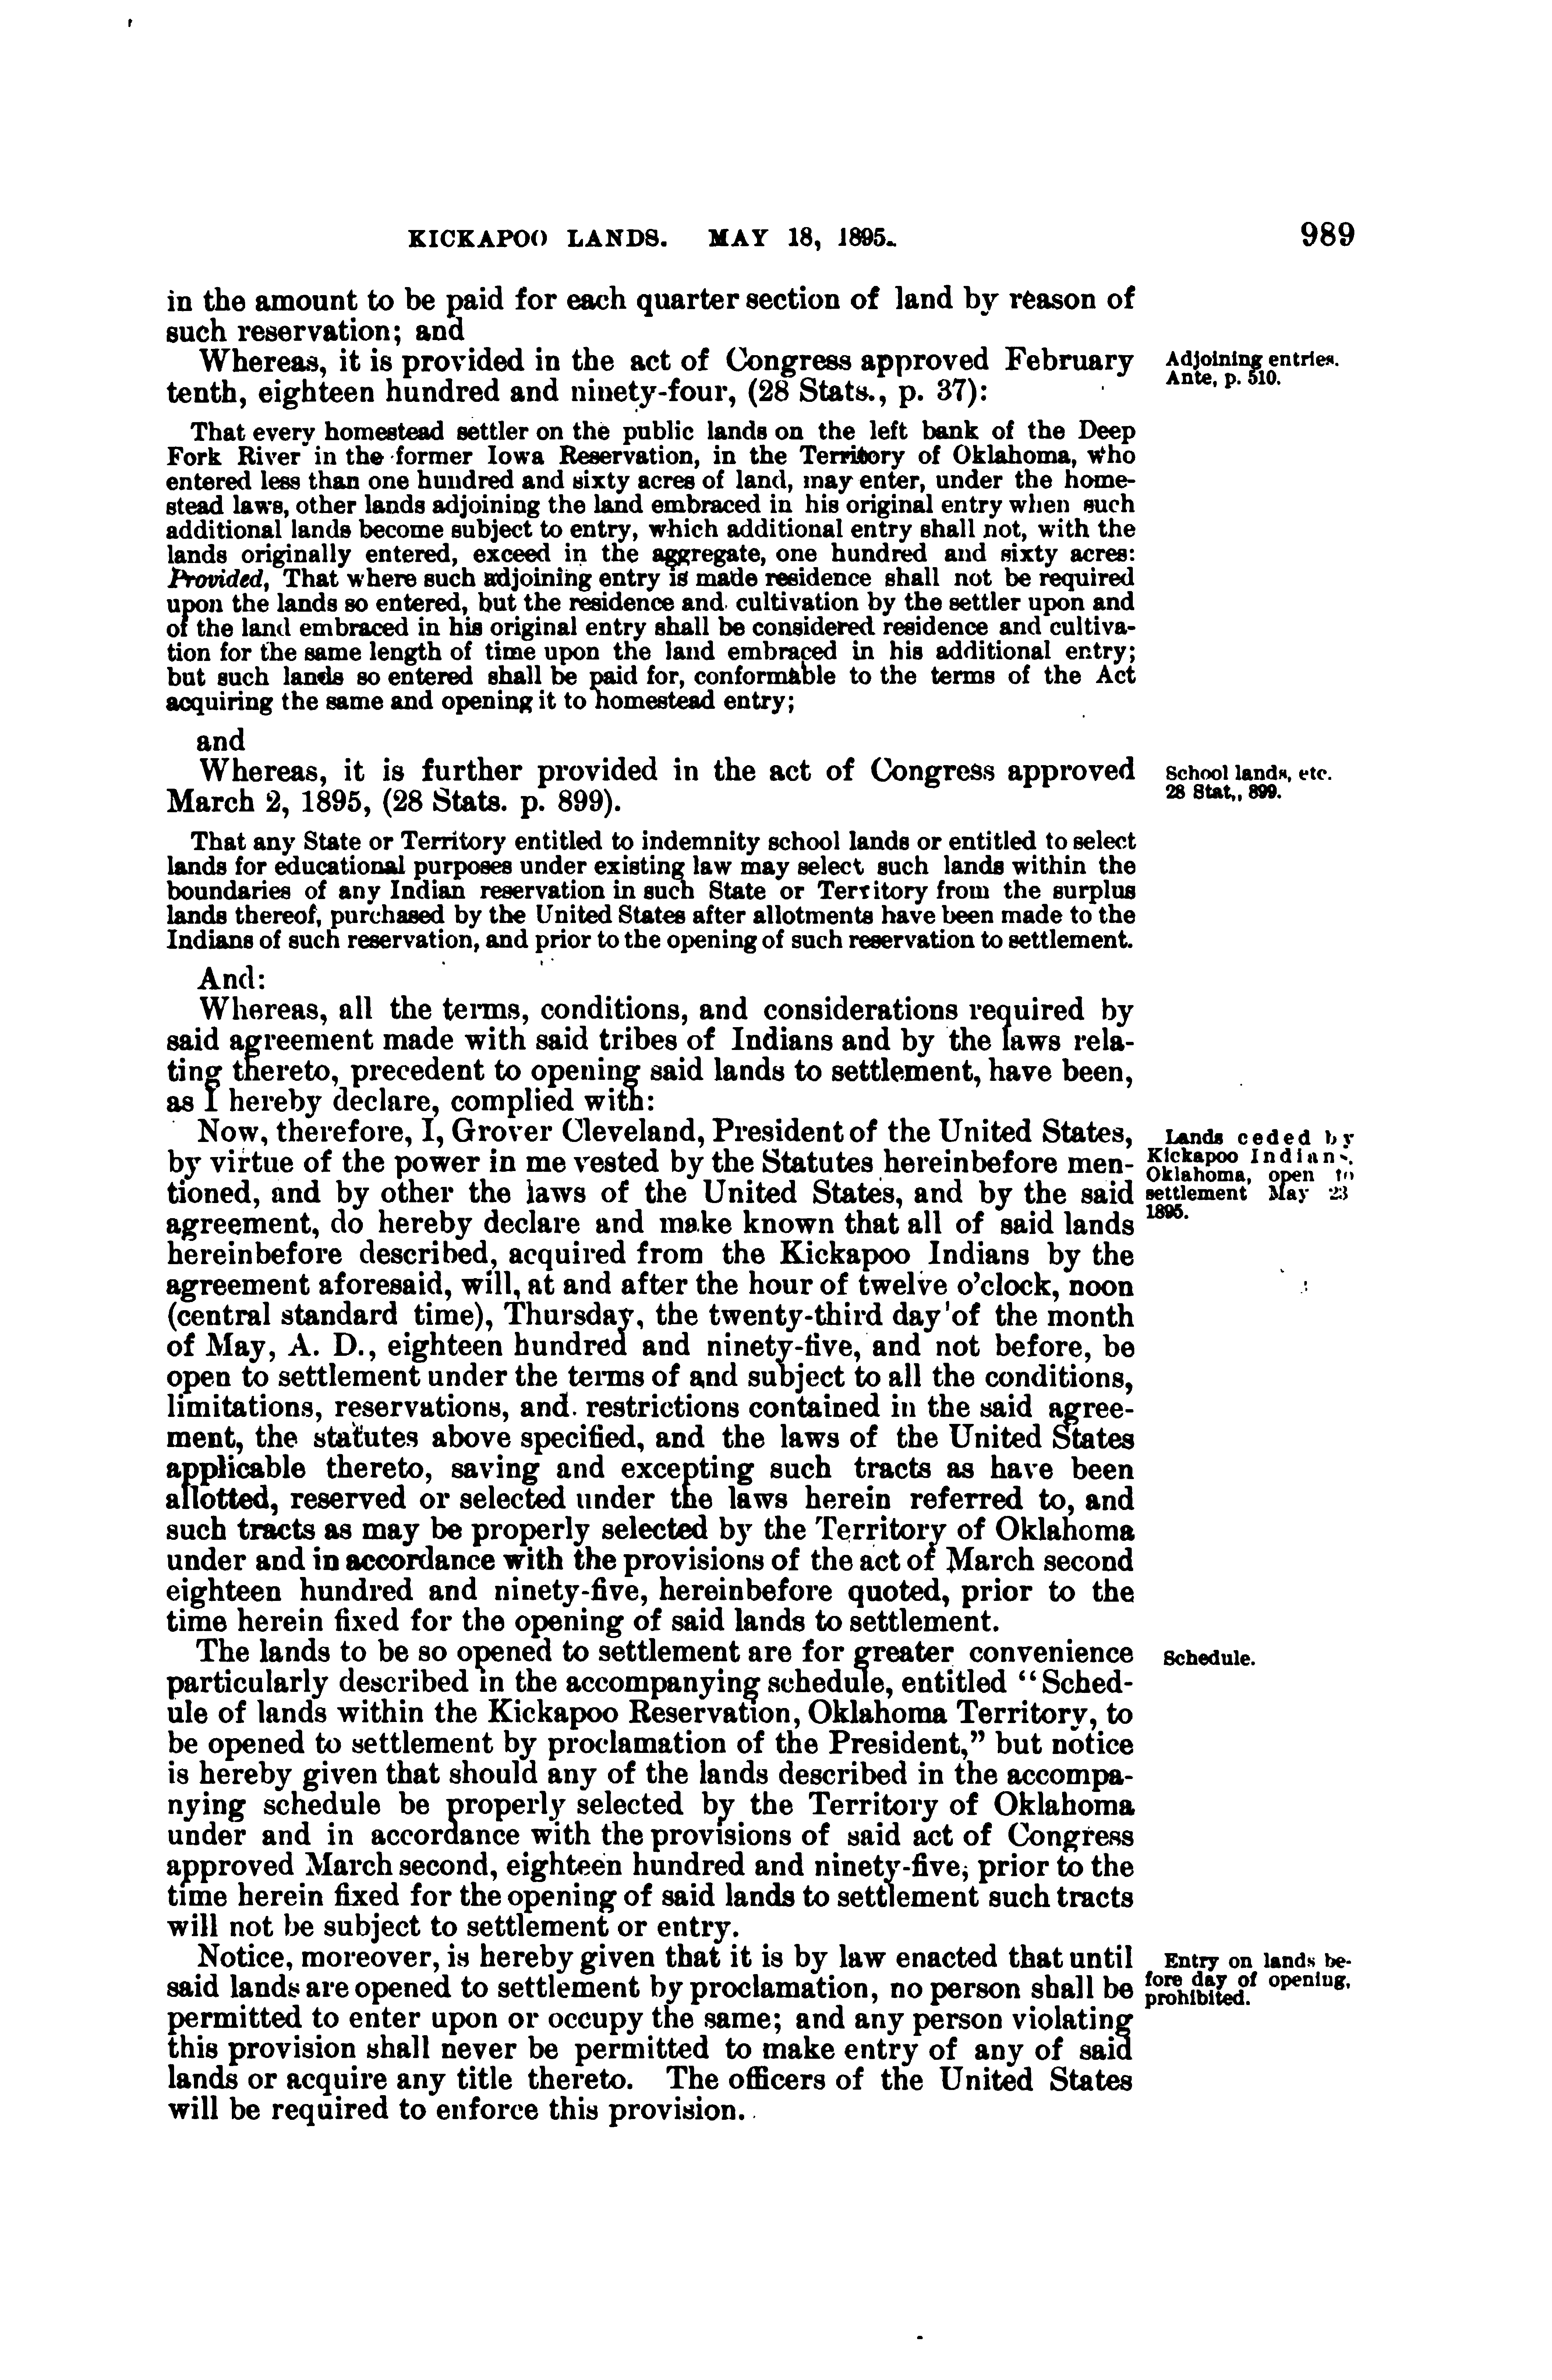 KICKAPOO LANDS. MAY 18, 1895. 989
in the amount to be paid for each quarter section of land by reason of
such reservation; and
Whereas, it is provided in the act of Congress approved February
tenth, eighteen hundred and ninety-four, (28 Stats., p. 37):
Adjoining entries.
Ante, p. 510.
That every homestead settler on the public lands on the left bank of the Deep
Fork River in the former Iowa Reservation, in the Territory of Oklahoma, who
entered less than one hundred and sixty acres of land, may enter, under the home-
stead laws, other lands adjoining the land embraced in his original entry when such
additional lands become subject to entry, which additional entry shall not, with the
lands originally entered, exceed in the aggregate, one hundred and sixty acres:
Provided, That where such adjoining entry is made residence shall not be required
upon the lands so entered, but the residence and cultivation by the settler upon and
of the land embraced in his original entry shall be considered residence and cultiva-
tion for the same length of time upon the land embraced in his additional entry;
but such lands so entered shall be paid for, conformable to the terms of the Act
acquiring the same and opening it to homestead entry;
and
Whereas, it is further provided in the act of Congress approved
March 2, 1895, (28 Stats. p. 899).
School lands, etc.
28 Stat,, 899.
That any State or Territory entitled to indemnity school lands or entitled to select
lands for educational purposes under existing law may select such lands within the
boundaries of any Indian reservation in such State or Territory from the surplus
lands thereof, purchased by the United States after allotments have been made to the
Indians of such reservation, and prior to the opening of such reservation to settlement.
And:
Whereas, all the terms, conditions, and considerations required by
said agreement made with said tribes of Indians and by the laws rela-
ting thereto, precedent to opening said lands to settlement, have been,
as I hereby declare, complied with:
Now, therefore, I, Grover Cleveland, President of the United States,
by virtue of the power in me vested by the Statutes hereinbefore men-
tioned, and by other the laws of the United States, and by the said
agreement, do hereby declare and make known that all of said lands
hereinbefore described, acquired from the Kickapoo Indians by the
agreement aforesaid, will, at and after the hour of twelve o'clock, noon
(central standard time), Thursday, the twenty-third day of the month
of May, A. D., eighteen hundred and ninety-five, and not before, be
open to settlement under the terms of and subject to all the conditions,
limitations, reservations, and restrictions contained in the said agree-
ment, the statutes above specified, and the laws of the United States
applicable thereto, saving and excepting such tracts as have been
allotted, reserved or selected under the laws herein referred to, and
such tracts as may be properly selected by the Territory of Oklahoma
under and in accordance with the provisions of the act of March second
eighteen hundred and ninety-five, hereinbefore quoted, prior to the
time herein fixed for the opening of said lands to settlement.
Lands ceded by
Kickapoo Indians,
Oklahoma, open to
settlement May 23
1895.
The lands to be so opened to settlement are for greater convenience
particularly described in the accompanying schedule, entitled "Sched-
ule of lands within the Kickapoo Reservation, Oklahoma Territory, to
be opened to settlement by proclamation of the President," but notice
is hereby given that should any of the lands described in the accompa-
nying schedule be properly selected by the Territory of Oklahoma
under and in accordance with the provisions of said act of Congress
approved March second, eighteen hundred and ninety-five, prior to the
time herein fixed for the opening of said lands to settlement such tracts
will not be subject to settlement or entry.
Schedule.
Notice, moreover, is hereby given that it is by law enacted that until
said lands are opened to settlement by proclamation, no person shall be
permitted to enter upon or occupy the same; and any person violating
this provision shall never be permitted to make entry of any of said
lands or acquire any title thereto. The officers of the United States
will be required to enforce this provision.
Entry on lands be-
fore day of opening,
prohibited.